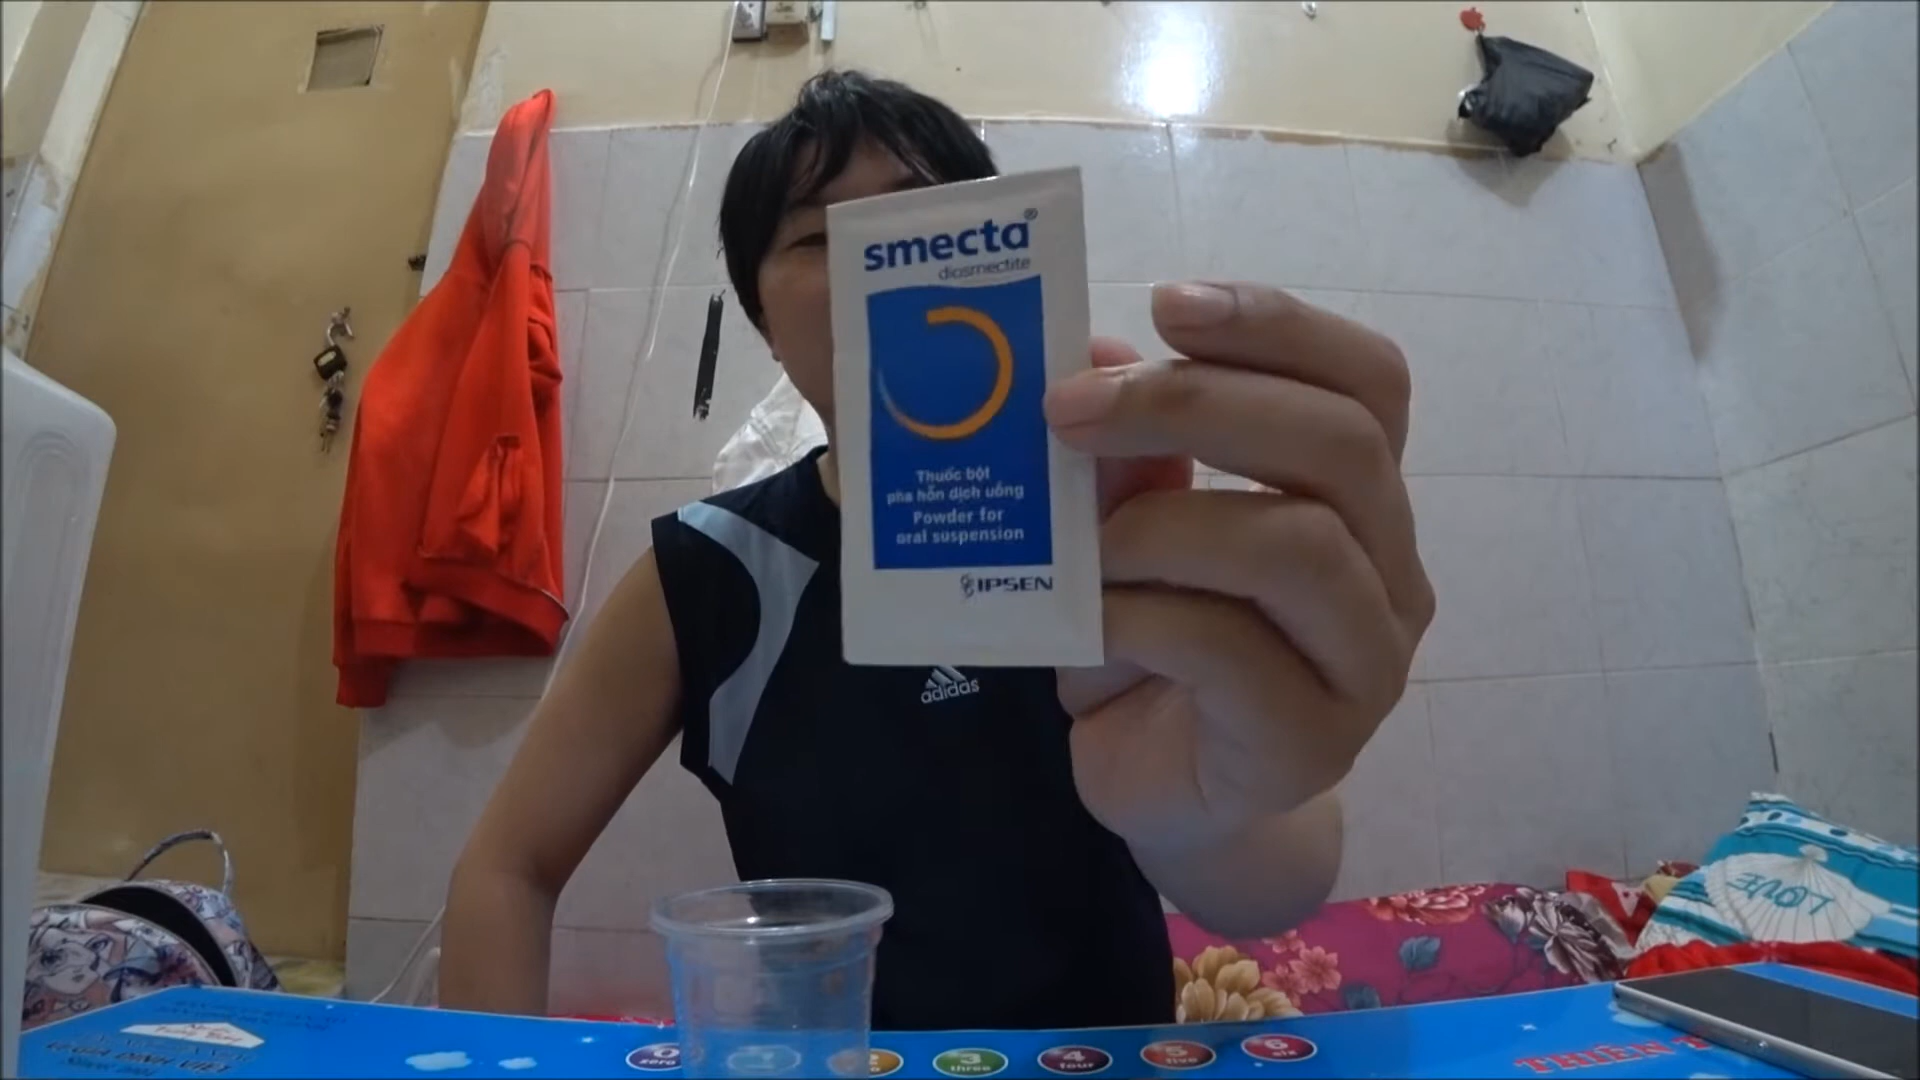 smecta®
diosmectite
Thuốc bột
pha hỗn dịch uống
Powder for
oral suspension
IPSEN
adidas
LOVE
0
zero
3
three
4
four
5
five
6
six
THIÊN